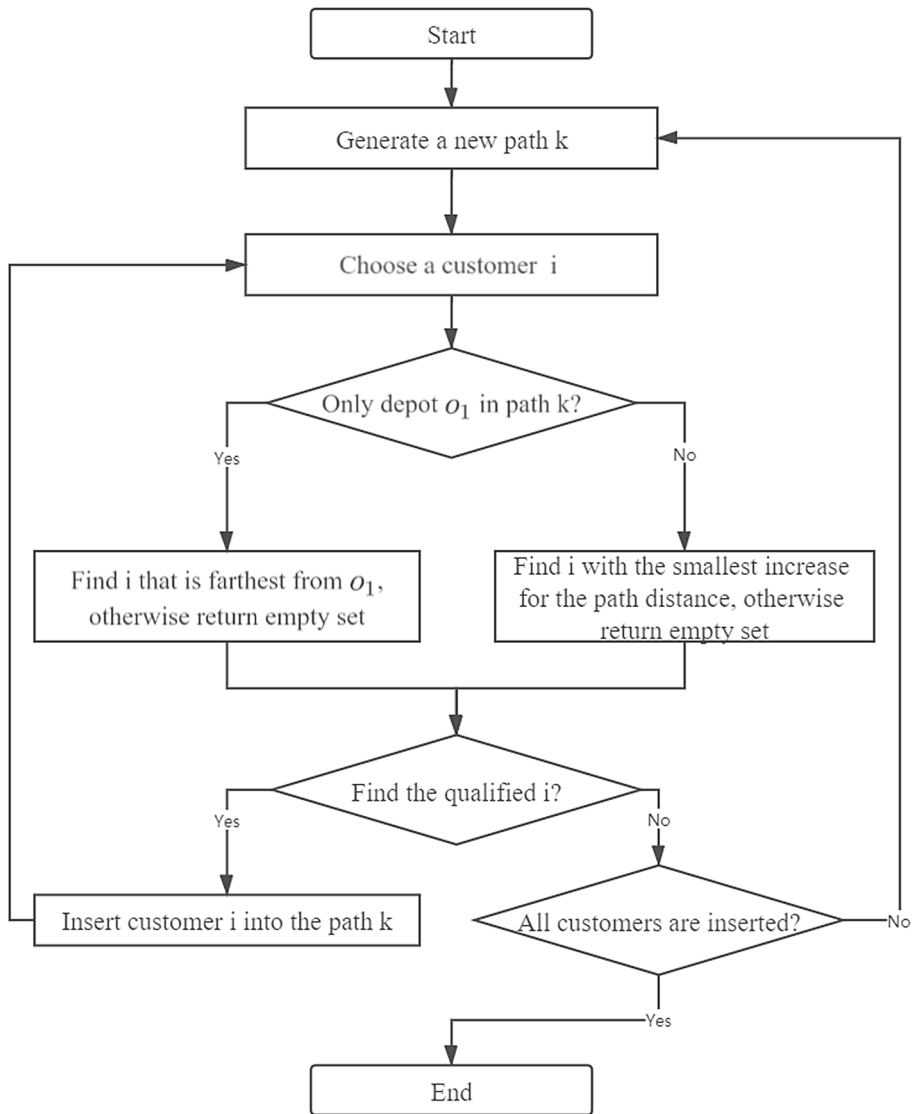 Start
Generate a new path k
Choose a customer i
Only depot o₁ in path k?
Yes
No
Find i that is farthest from o₁,
otherwise return empty set
Find i with the smallest increase
for the path distance, otherwise
return empty set
Find the qualified i?
Yes
No
Insert customer i into the path k
All customers are inserted?
No
Yes
End